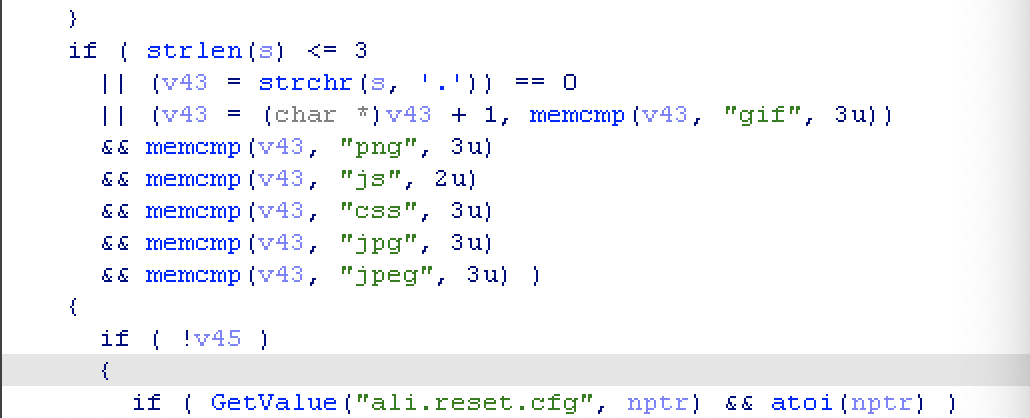 }
if ( strlen(s) <= 3
|| (v43 = strchr(s, '.')) == 0
|| (v43 = (char *)v43 + 1, memcmp(v43, "gif", 3u))
&& memcmp(v43, "png", 3u)
&& memcmp(v43, "js", 2u)
&& memcmp(v43, "css", 3u)
&& memcmp(v43, "jpg", 3u)
&& memcmp(v43, "jpeg", 3u) )
{
if ( !v45 )
{
if ( GetValue("ali.reset.cfg", nptr) && atoi(nptr) )